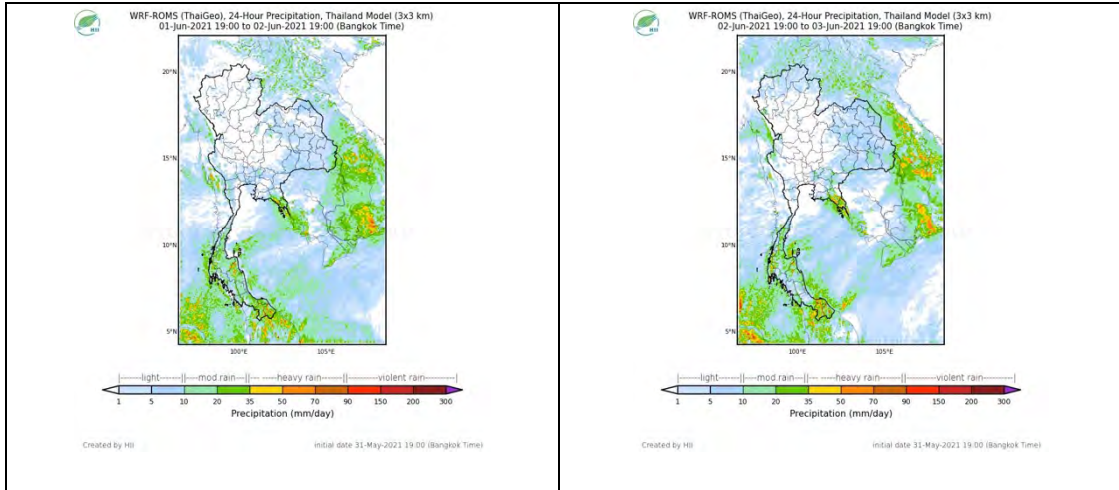 HII
WRF-ROMS (ThaiGeo), 24-Hour Precipitation, Thailand Model (3x3 km)
01-Jun-2021 19:00 to 02-Jun-2021 19:00 (Bangkok Time)
20°N
15°N
10°N
5°N
100°E 105°E
|-------light------||--mod.rain--||--- -----heavy rain----||-------violent rain-------|
1 5 10 20 35 50 70 90 150 200 300
Precipitation (mm/day)
Created by HII initial date 31-May-2021 19:00 (Bangkok Time)
HII
WRF-ROMS (ThaiGeo), 24-Hour Precipitation, Thailand Model (3x3 km)
02-Jun-2021 19:00 to 03-Jun-2021 19:00 (Bangkok Time)
20°N
15°N
10°N
5°N
100°E 105°E
|-------light------||--mod.rain--||--- -----heavy rain----||-------violent rain-------|
1 5 10 20 35 50 70 90 150 200 300
Precipitation (mm/day)
Created by HII initial date 31-May-2021 19:00 (Bangkok Time)